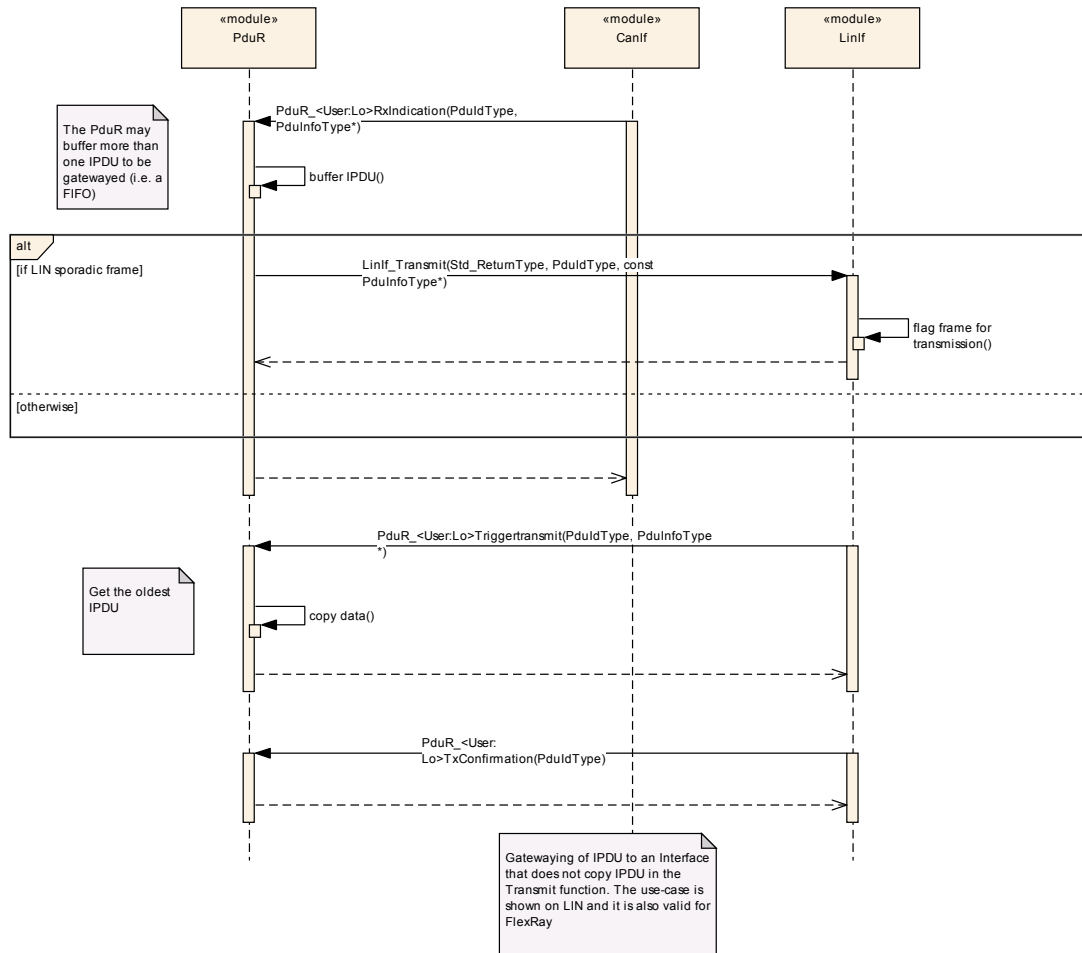 «module»
PduR
«module»
CanIf
«module»
LinIf
PduR_<User:Lo>RxIndication(PduIdType,
PduInfoType*)
The PduR may
buffer more than
one IPDU to be
gatewayed (i.e. a
FIFO)
buffer IPDU()
alt
[if LIN sporadic frame]
LinIf_Transmit(Std_ReturnType, PduIdType, const
PduInfoType*)
flag frame for
transmission()
[otherwise]
PduR_<User:Lo>Triggertransmit(PduIdType, PduInfoType
*)
Get the oldest
IPDU
copy data()
PduR_<User:
Lo>TxConfirmation(PduIdType)
Gatewaying of IPDU to an Interface
that does not copy IPDU in the
Transmit function. The use-case is
shown on LIN and it is also valid for
FlexRay